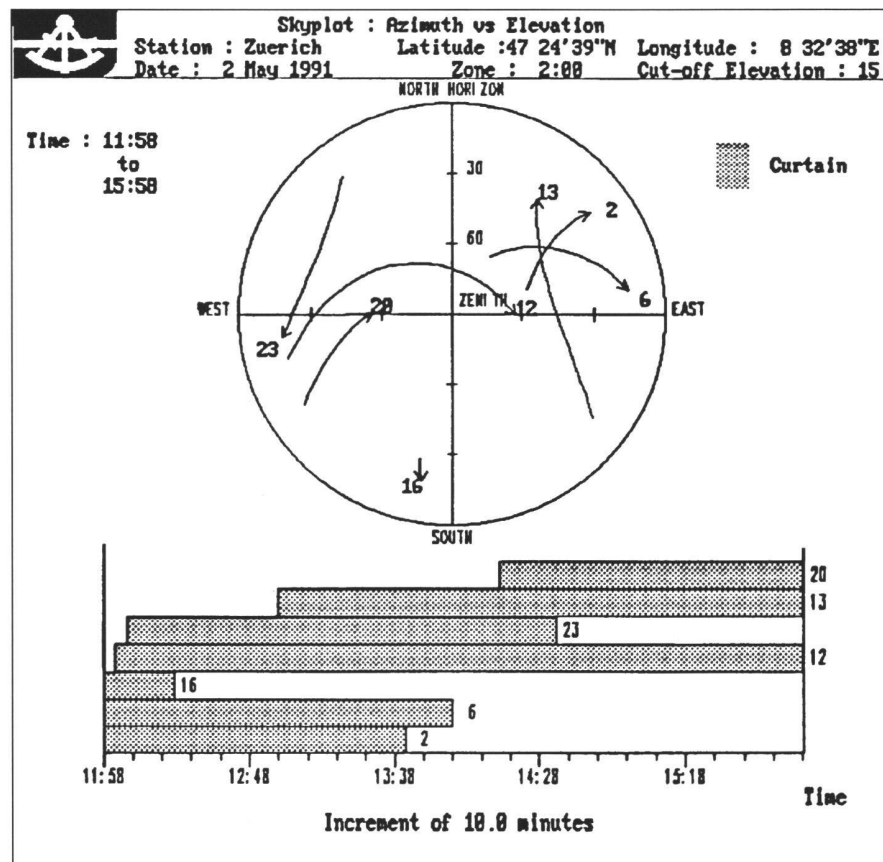 Skyplot : Azimuth vs Elevation
Station : Zuerich Latitude :47 24'39"N Longitude : 8 32'38"E
Date : 2 May 1991 Zone : 2:00 Cut-off Elevation : 15
NORTH HORIZON
Time : 11:58
to
15:58
Curtain
30
13
2
60
6
WEST
20
ZENITH
12
EAST
23
16
SOUTH
20
13
23
12
16
6
2
11:58 12:48 13:38 14:28 15:18
Time
Increment of 10.0 minutes